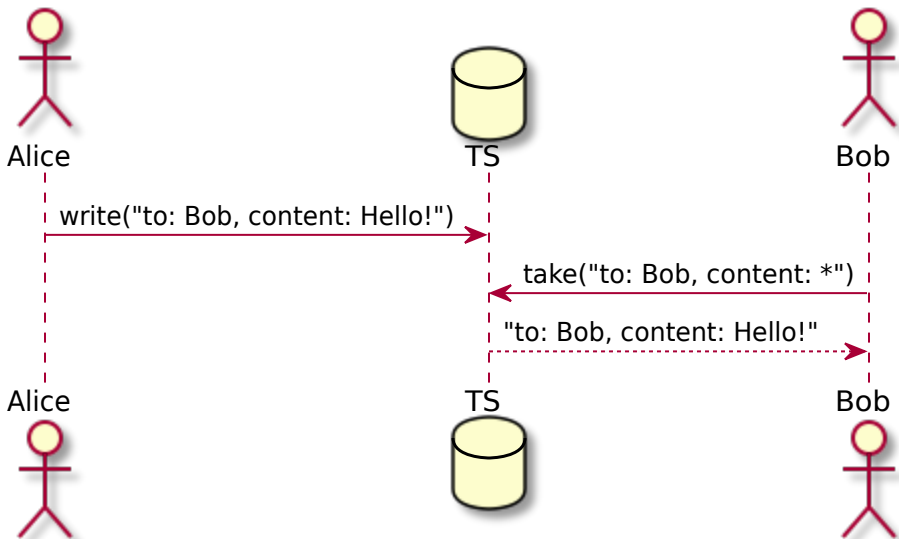 Alice TS Bob
write("to: Bob, content: Hello!")
take("to: Bob, content: *")
"to: Bob, content: Hello!"
Alice TS Bob